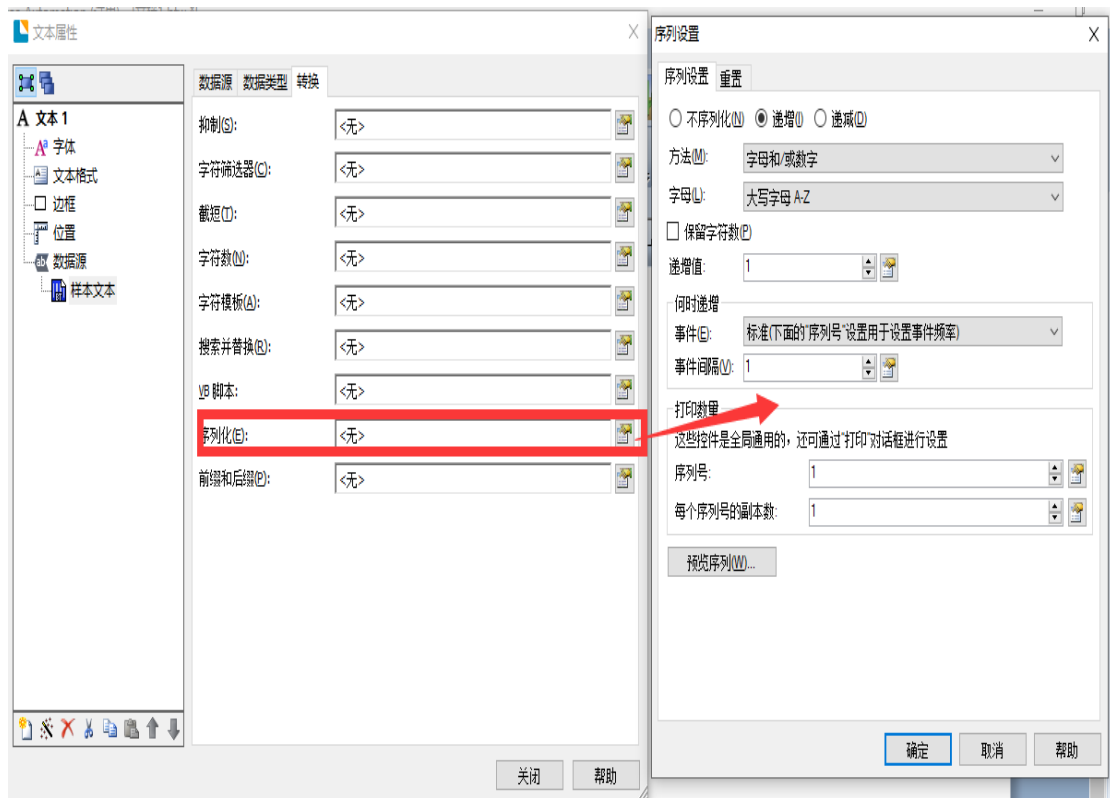 文本属性
数据源 数据类型 转换
A 文本 1
字体
文本格式
边框
位置
数据源
样本文本
抑制(S): <无>
字符筛选器(C): <无>
截短(T): <无>
字符数(N): <无>
字符模板(A): <无>
搜索并替换(R): <无>
VB 脚本: <无>
序列化(E): <无>
前缀和后缀(P): <无>
关闭 帮助
序列设置
序列设置 重置
不序列化(N) 递增(I) 递减(D)
方法(M): 字母和/或数字
字母(L): 大写字母 A-Z
保留字符数(P)
递增值: 1
何时递增
事件(E): 标准(下面的"序列号"设置用于设置事件频率)
事件间隔(V): 1
打印数量
这些控件是全局通用的，还可通过"打印"对话框进行设置
序列号: 1
每个序列号的副本数: 1
预览序列(W)...
确定 取消 帮助